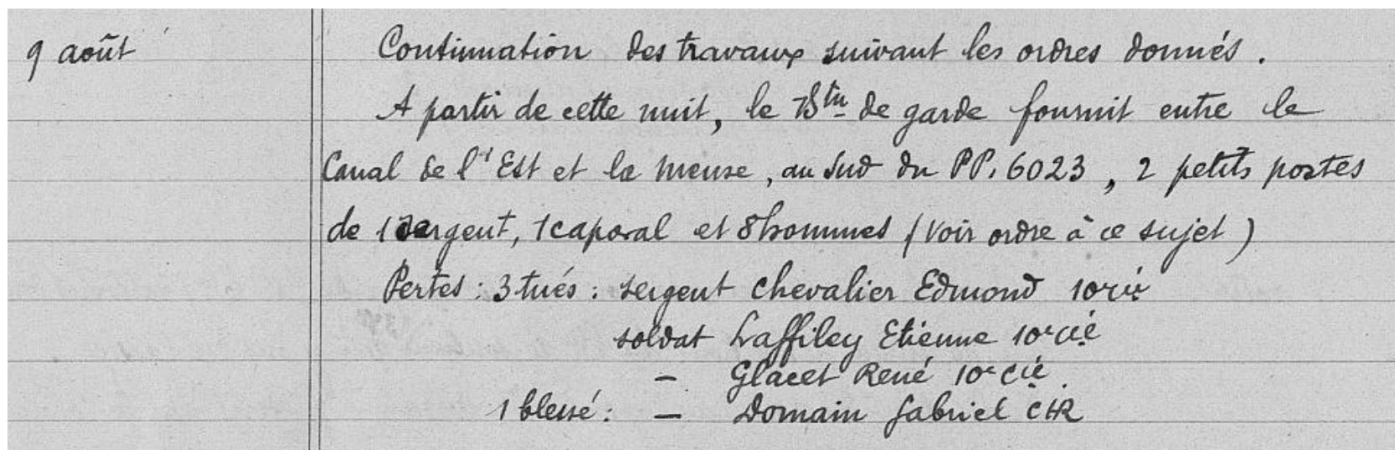 9 août Continuation des travaux suivant les ordres donnés.
A partir de cette nuit, le Btn de garde fournit entre le
Canal de l'Est et la Meuse, au Sud du PP. 6023, 2 petits postes
de 1 sergent, 1 caporal et 8 hommes (Voir ordre à ce sujet)
Pertes : 3 tués : sergent Chevalier Edmond 10e Cie
soldat Laffiley Etienne 10e Cie
— Glacet René 10e Cie
1 blessé : — Domain Gabriel CHR